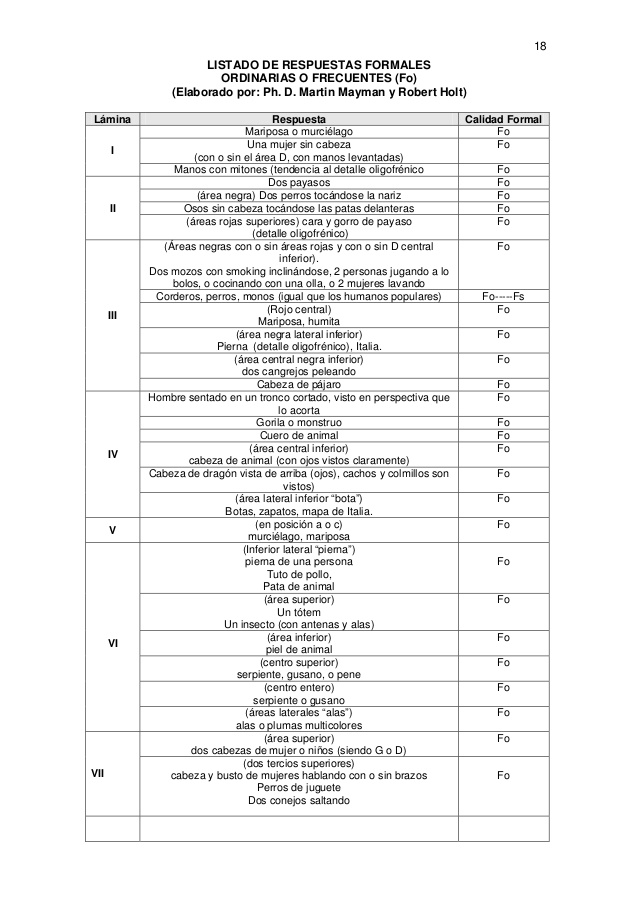 18
LISTADO DE RESPUESTAS FORMALES
ORDINARIAS O FRECUENTES (Fo)
(Elaborado por: Ph. D. Martin Mayman y Robert Holt)
Lámina Respuesta Calidad Formal
I
Mariposa o murciélago Fo
Una mujer sin cabeza Fo
(con o sin el área D, con manos levantadas)
Manos con mitones (tendencia al detalle oligofrénico Fo
II
Dos payasos Fo
(área negra) Dos perros tocándose la nariz Fo
Osos sin cabeza tocándose las patas delanteras Fo
(áreas rojas superiores) cara y gorro de payaso Fo
(detalle oligofrénico)
III
(Áreas negras con o sin áreas rojas y con o sin D central Fo
inferior).
Dos mozos con smoking inclinándose, 2 personas jugando a lo
bolos, o cocinando con una olla, o 2 mujeres lavando
Corderos, perros, monos (igual que los humanos populares) Fo-----Fs
(Rojo central) Fo
Mariposa, humita
(área negra lateral inferior) Fo
Pierna (detalle oligofrénico), Italia.
(área central negra inferior) Fo
dos cangrejos peleando
Cabeza de pájaro Fo
IV
Hombre sentado en un tronco cortado, visto en perspectiva que Fo
lo acorta
Gorila o monstruo Fo
Cuero de animal Fo
(área central inferior) Fo
cabeza de animal (con ojos vistos claramente)
Cabeza de dragón vista de arriba (ojos), cachos y colmillos son Fo
vistos)
(área lateral inferior “bota”) Fo
Botas, zapatos, mapa de Italia.
V
(en posición a o c) Fo
murciélago, mariposa
VI
(Inferior lateral “pierna”)
pierna de una persona Fo
Tuto de pollo,
Pata de animal
(área superior) Fo
Un tótem
Un insecto (con antenas y alas)
(área inferior) Fo
piel de animal
(centro superior) Fo
serpiente, gusano, o pene
(centro entero) Fo
serpiente o gusano
(áreas laterales “alas”) Fo
alas o plumas multicolores
VII
(área superior) Fo
dos cabezas de mujer o niños (siendo G o D)
(dos tercios superiores)
cabeza y busto de mujeres hablando con o sin brazos Fo
Perros de juguete
Dos conejos saltando